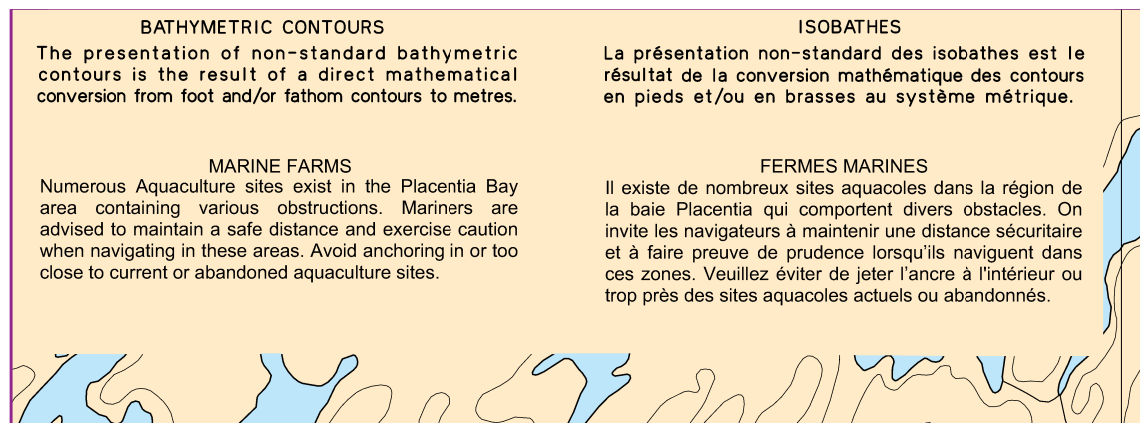 BATHYMETRIC CONTOURS
The presentation of non-standard bathymetric
contours is the result of a direct mathematical
conversion from foot and/or fathom contours to metres.
MARINE FARMS
Numerous Aquaculture sites exist in the Placentia Bay
area containing various obstructions. Mariners are
advised to maintain a safe distance and exercise caution
when navigating in these areas. Avoid anchoring in or too
close to current or abandoned aquaculture sites.
ISOBATHES
La présentation non-standard des isobathes est le
résultat de la conversion mathématique des contours
en pieds et/ou en brasses au système métrique.
FERMES MARINES
Il existe de nombreux sites aquacoles dans la région de
la baie Placentia qui comportent divers obstacles. On
invite les navigateurs à maintenir une distance sécuritaire
et à faire preuve de prudence lorsqu'ils naviguent dans
ces zones. Veuillez éviter de jeter l’ancre à l'intérieur ou
trop près des sites aquacoles actuels ou abandonnés.